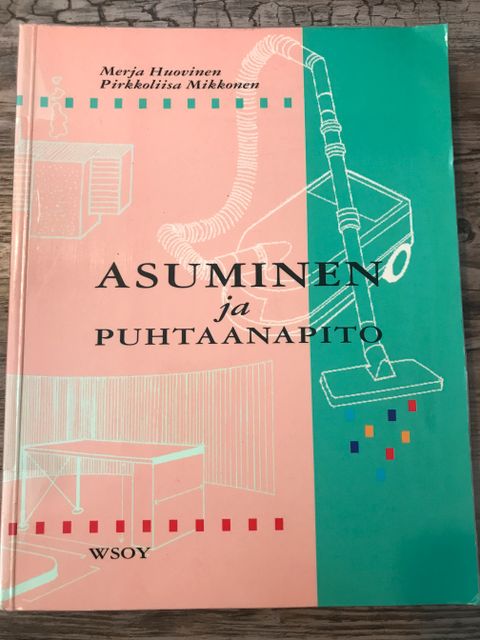 Merja Huovinen
Pirkkoliisa Mikkonen
ASUMINEN
ja
PUHTAANAPITO
WSOY